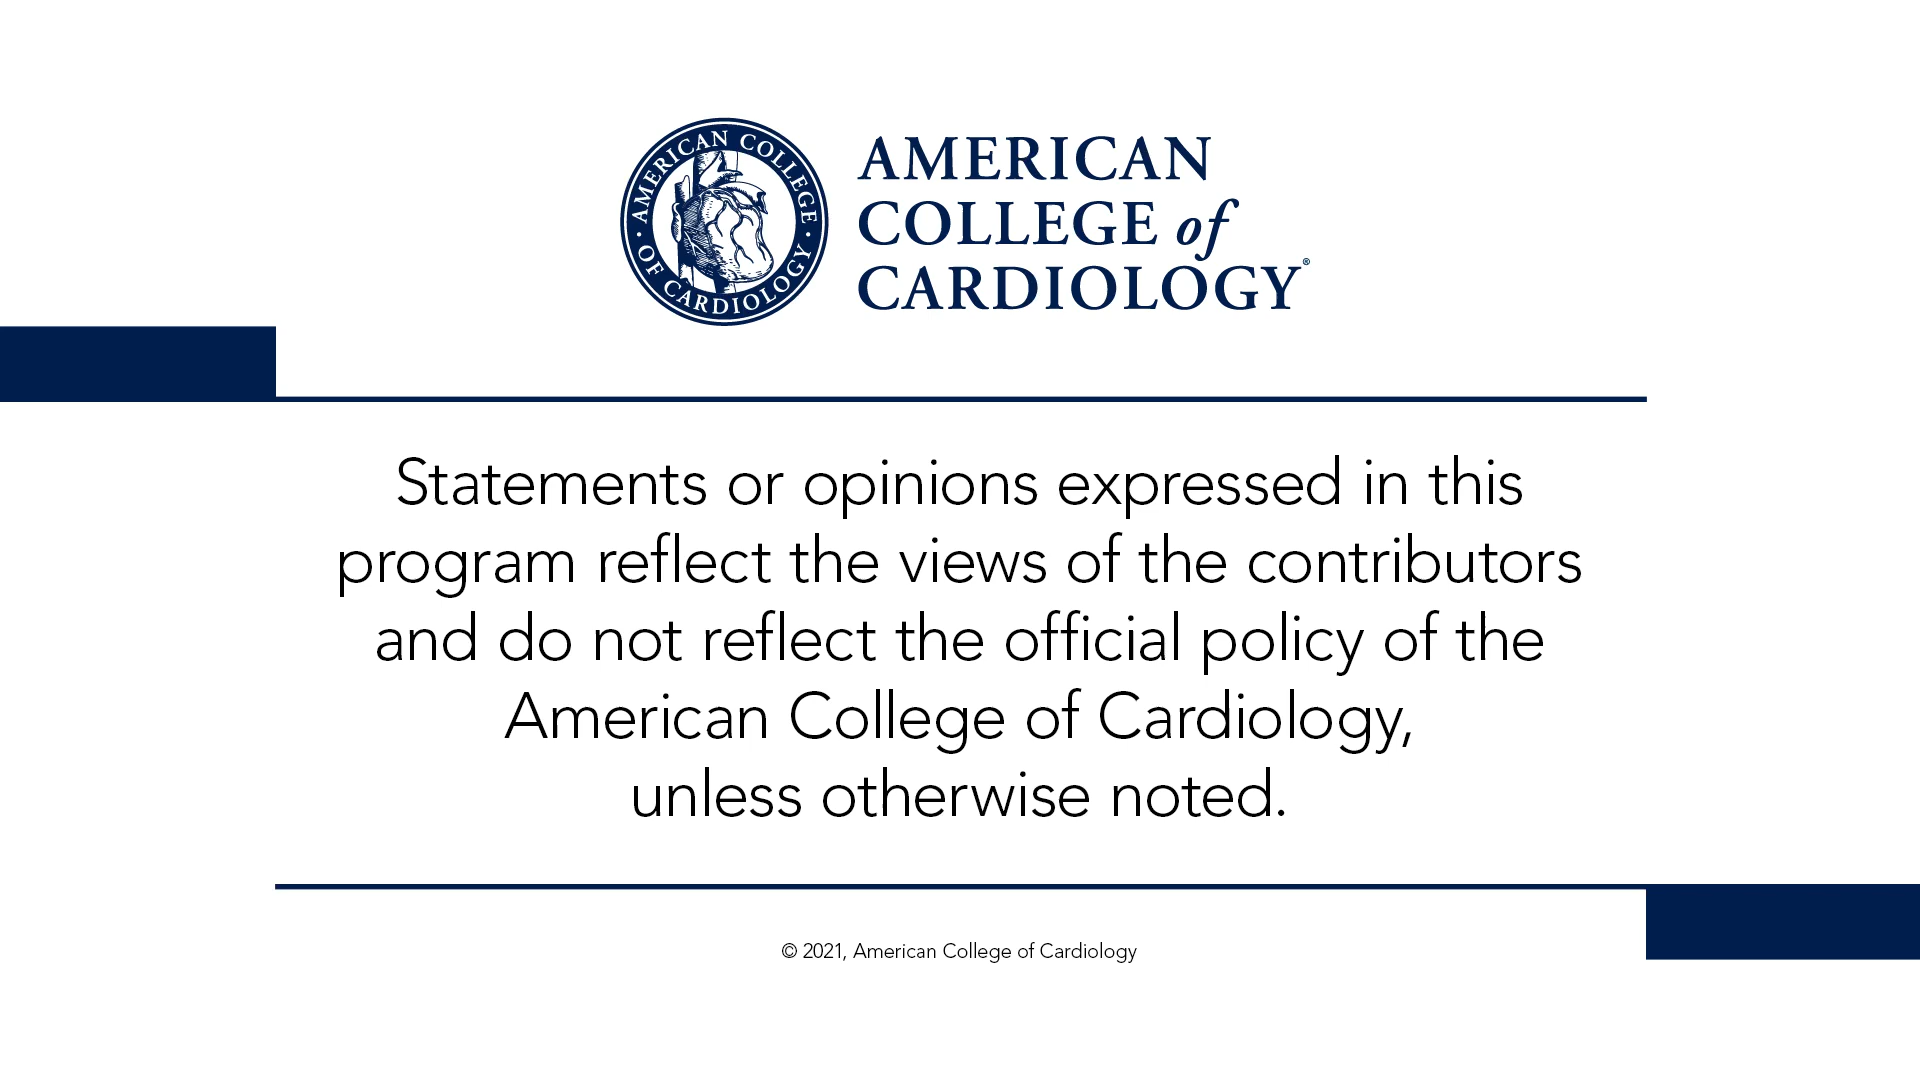 AMERICAN COLLEGE
OF CARDIOLOGY
AMERICAN
COLLEGE of
CARDIOLOGY®
Statements or opinions expressed in this
program reflect the views of the contributors
and do not reflect the official policy of the
American College of Cardiology,
unless otherwise noted.
© 2021, American College of Cardiology